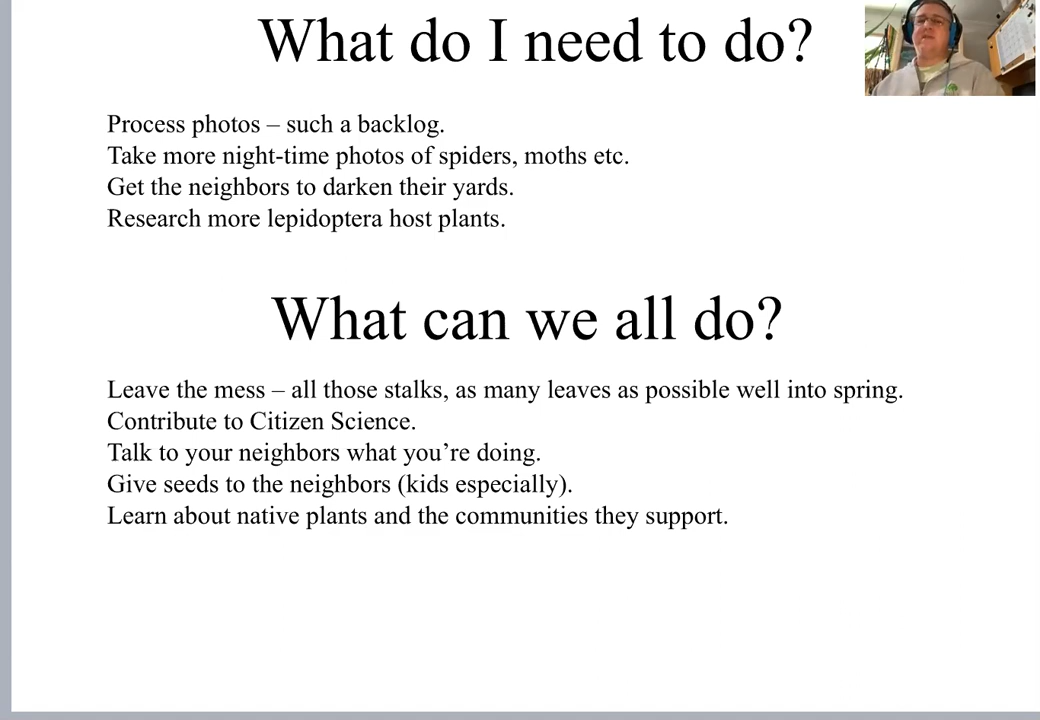 What do I need to do?
Process photos – such a backlog.
Take more night-time photos of spiders, moths etc.
Get the neighbors to darken their yards.
Research more lepidoptera host plants.
What can we all do?
Leave the mess – all those stalks, as many leaves as possible well into spring.
Contribute to Citizen Science.
Talk to your neighbors what you’re doing.
Give seeds to the neighbors (kids especially).
Learn about native plants and the communities they support.